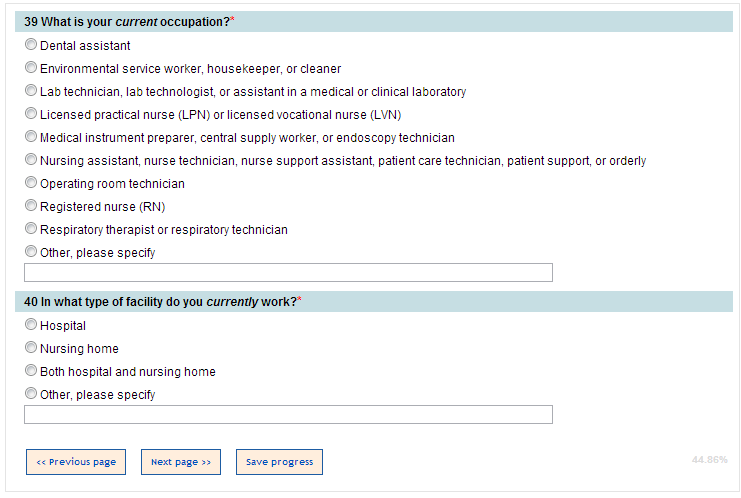 39 What is your current occupation?*
Dental assistant
Environmental service worker, housekeeper, or cleaner
Lab technician, lab technologist, or assistant in a medical or clinical laboratory
Licensed practical nurse (LPN) or licensed vocational nurse (LVN)
Medical instrument preparer, central supply worker, or endoscopy technician
Nursing assistant, nurse technician, nurse support assistant, patient care technician, patient support, or orderly
Operating room technician
Registered nurse (RN)
Respiratory therapist or respiratory technician
Other, please specify
40 In what type of facility do you currently work?*
Hospital
Nursing home
Both hospital and nursing home
Other, please specify
<< Previous page Next page >> Save progress 44.86%